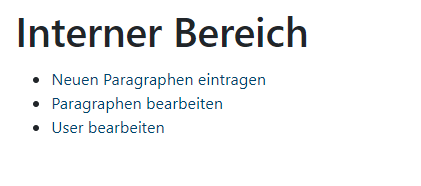 Interner Bereich
Neuen Paragraphen eintragen
Paragraphen bearbeiten
User bearbeiten